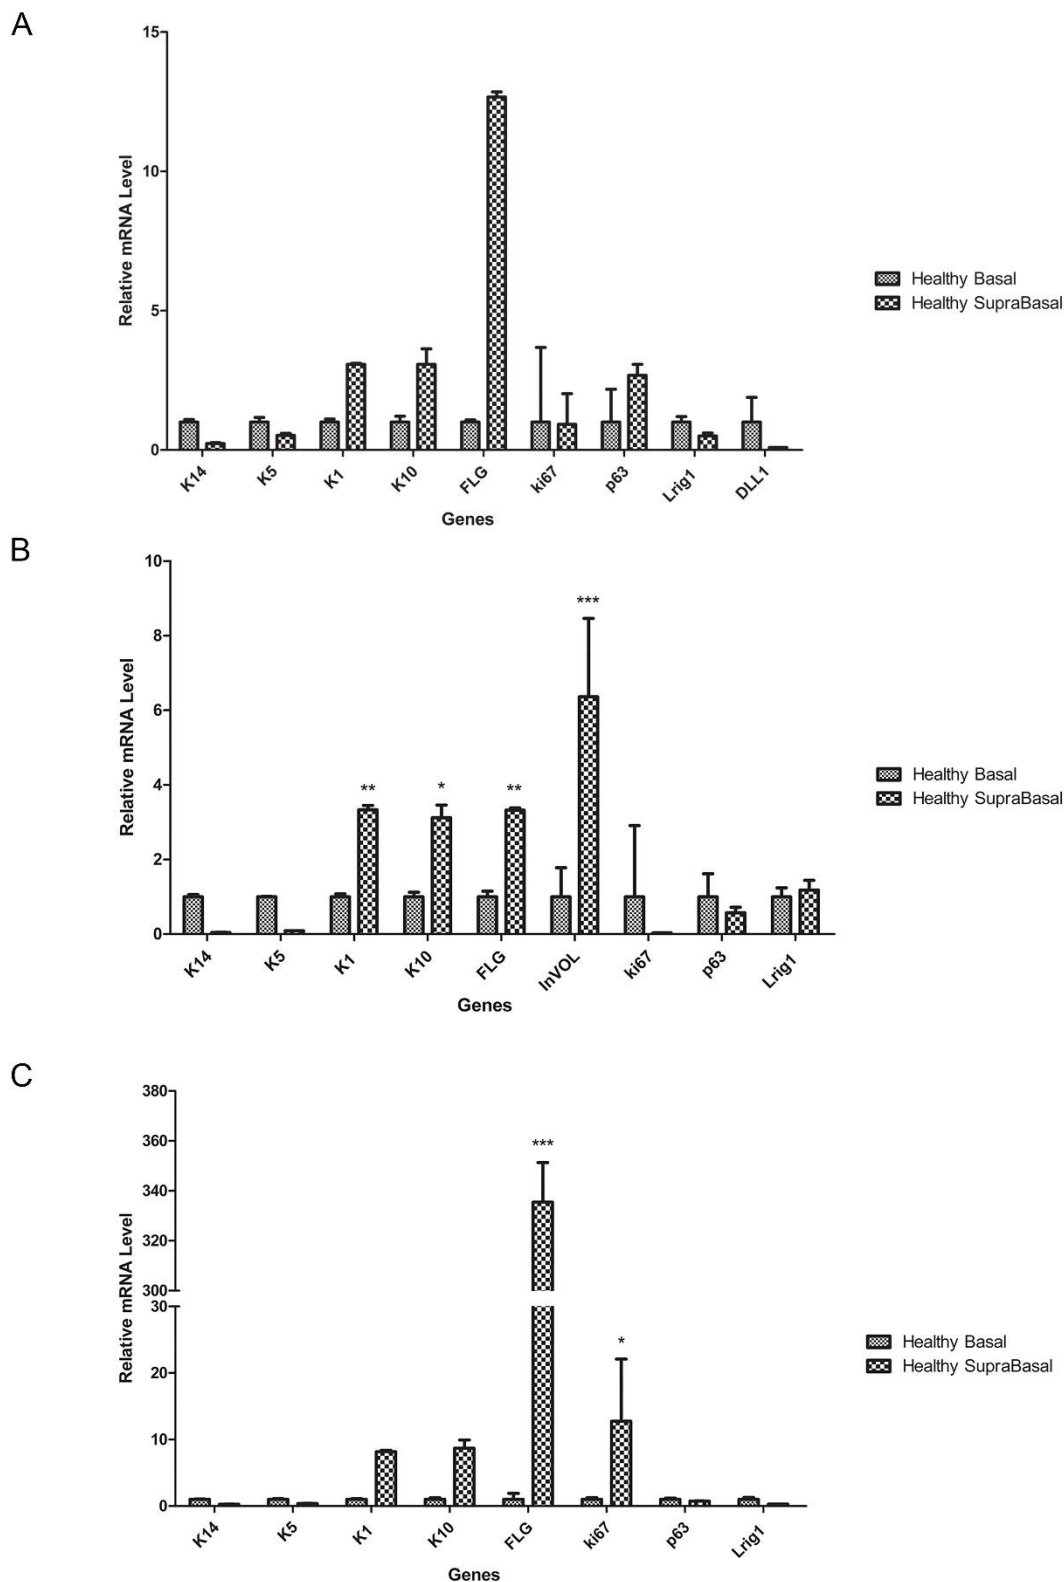 A
15
10
5
0
Relative mRNA Level
K14 K5 K1 K10 FLG ki67 p63 Lrig1 DLL1
Genes
Healthy Basal
Healthy SupraBasal
B
10
8
6
4
2
0
Relative mRNA Level
** * ** ***
K14 K5 K1 K10 FLG InVOL ki67 p63 Lrig1
Genes
Healthy Basal
Healthy SupraBasal
C
380
360
340
320
300
30
20
10
0
Relative mRNA Level
*** *
K14 K5 K1 K10 FLG ki67 p63 Lrig1
Genes
Healthy Basal
Healthy SupraBasal